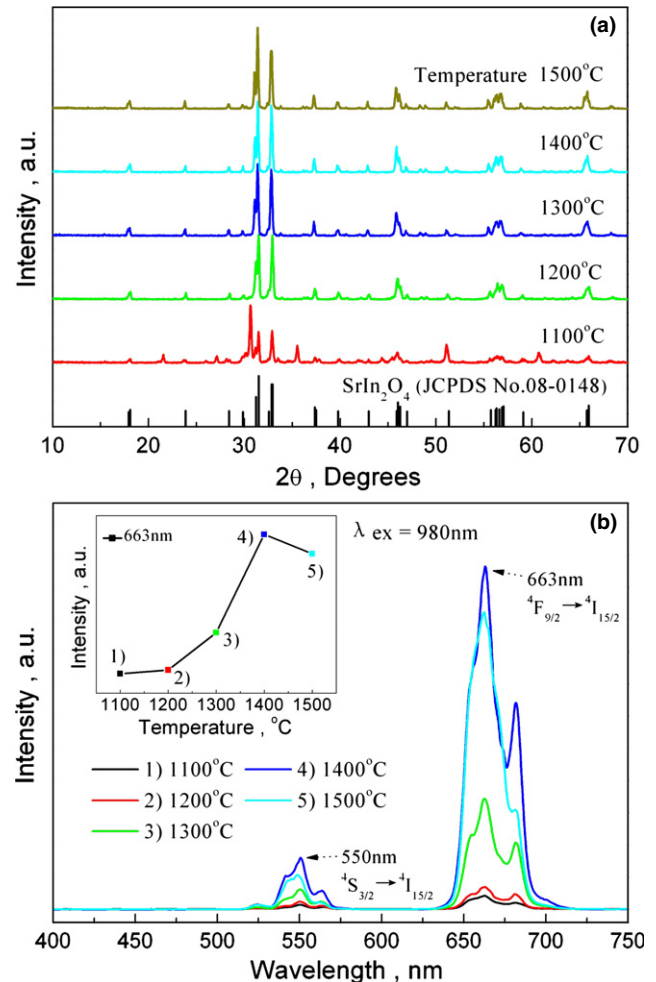 (a)
Temperature 1500°C
1400°C
1300°C
1200°C
1100°C
SrIn₂O₄ (JCPDS No.08-0148)
Intensity , a.u.
10 20 30 40 50 60 70
2θ , Degrees
(b)
λ ex = 980nm
663nm
⁴F₉/₂ → ⁴I₁₅/₂
663nm
Intensity , a.u.
1)
2)
3)
4)
5)
1100 1200 1300 1400 1500
Temperature , °C
1) 1100°C
4) 1400°C
2) 1200°C
5) 1500°C
3) 1300°C
550nm
⁴S₃/₂ → ⁴I₁₅/₂
Intensity , a.u.
400 450 500 550 600 650 700 750
Wavelength , nm